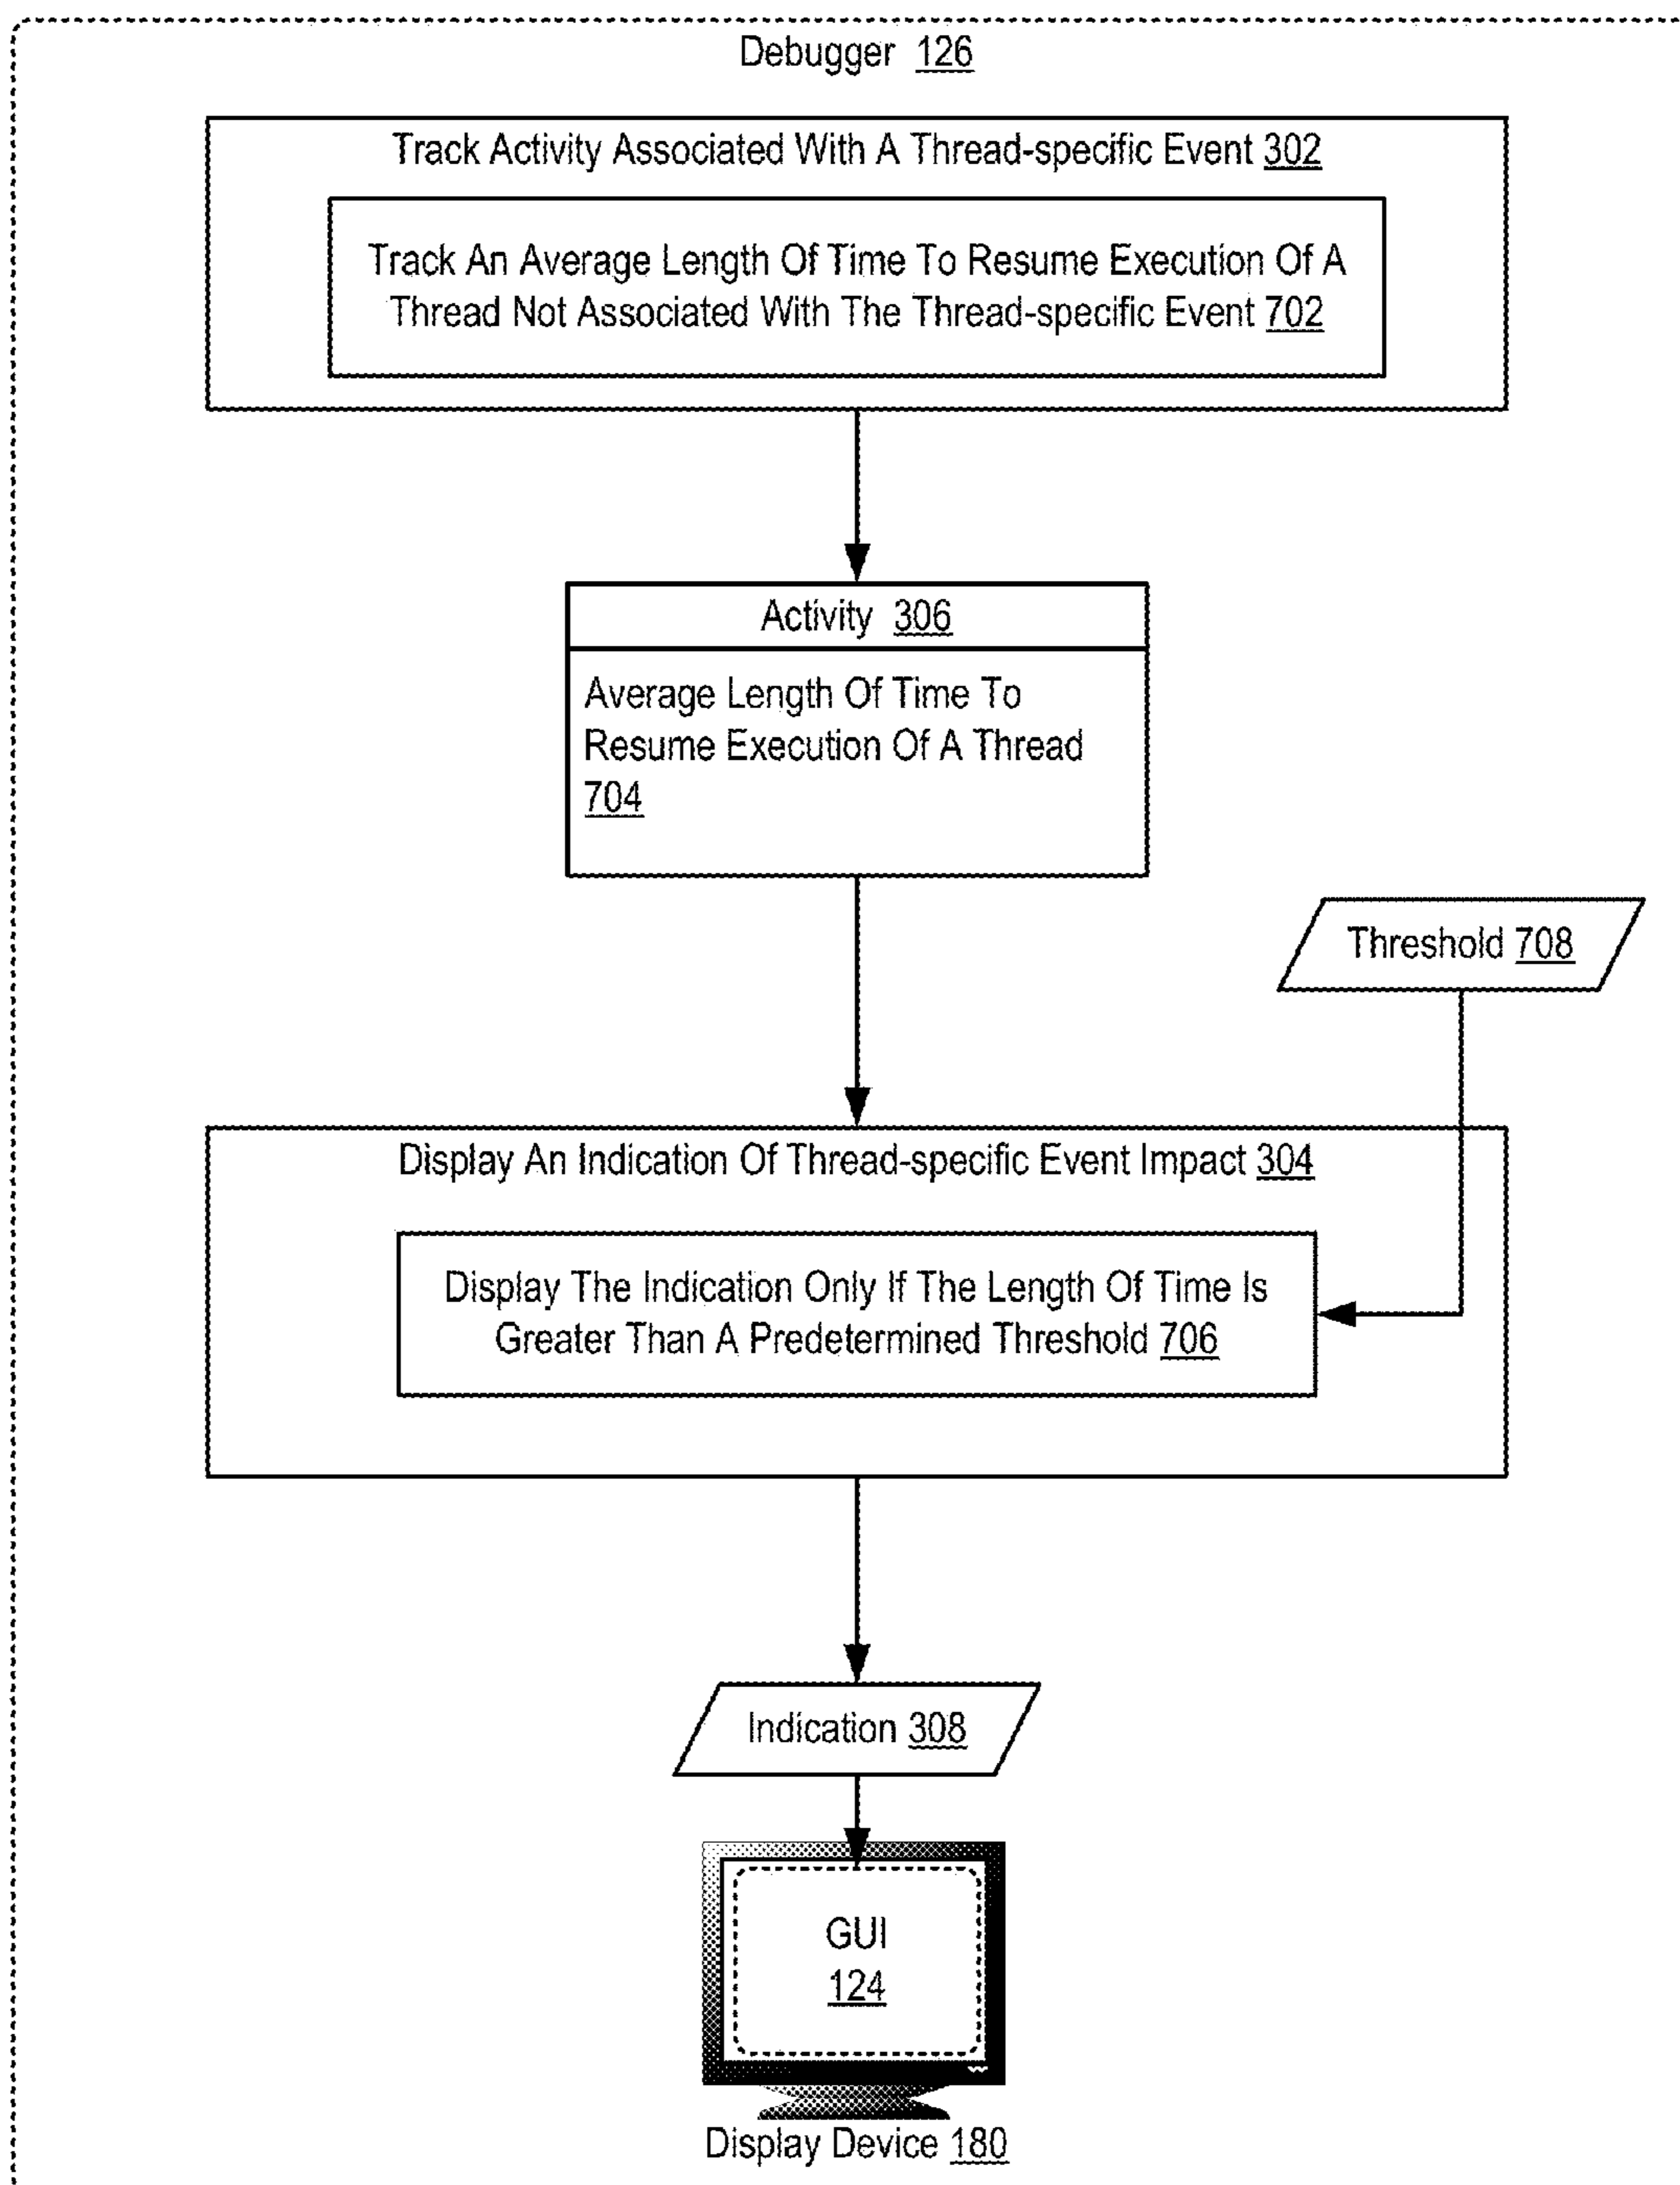 Debugger 126
Track Activity Associated With A Thread-specific Event 302
Track An Average Length Of Time To Resume Execution Of A
Thread Not Associated With The Thread-specific Event 702
Activity 306
Average Length Of Time To
Resume Execution Of A Thread
704
Threshold 708
Display An Indication Of Thread-specific Event Impact 304
Display The Indication Only If The Length Of Time Is
Greater Than A Predetermined Threshold 706
Indication 308
GUI
124
Display Device 180